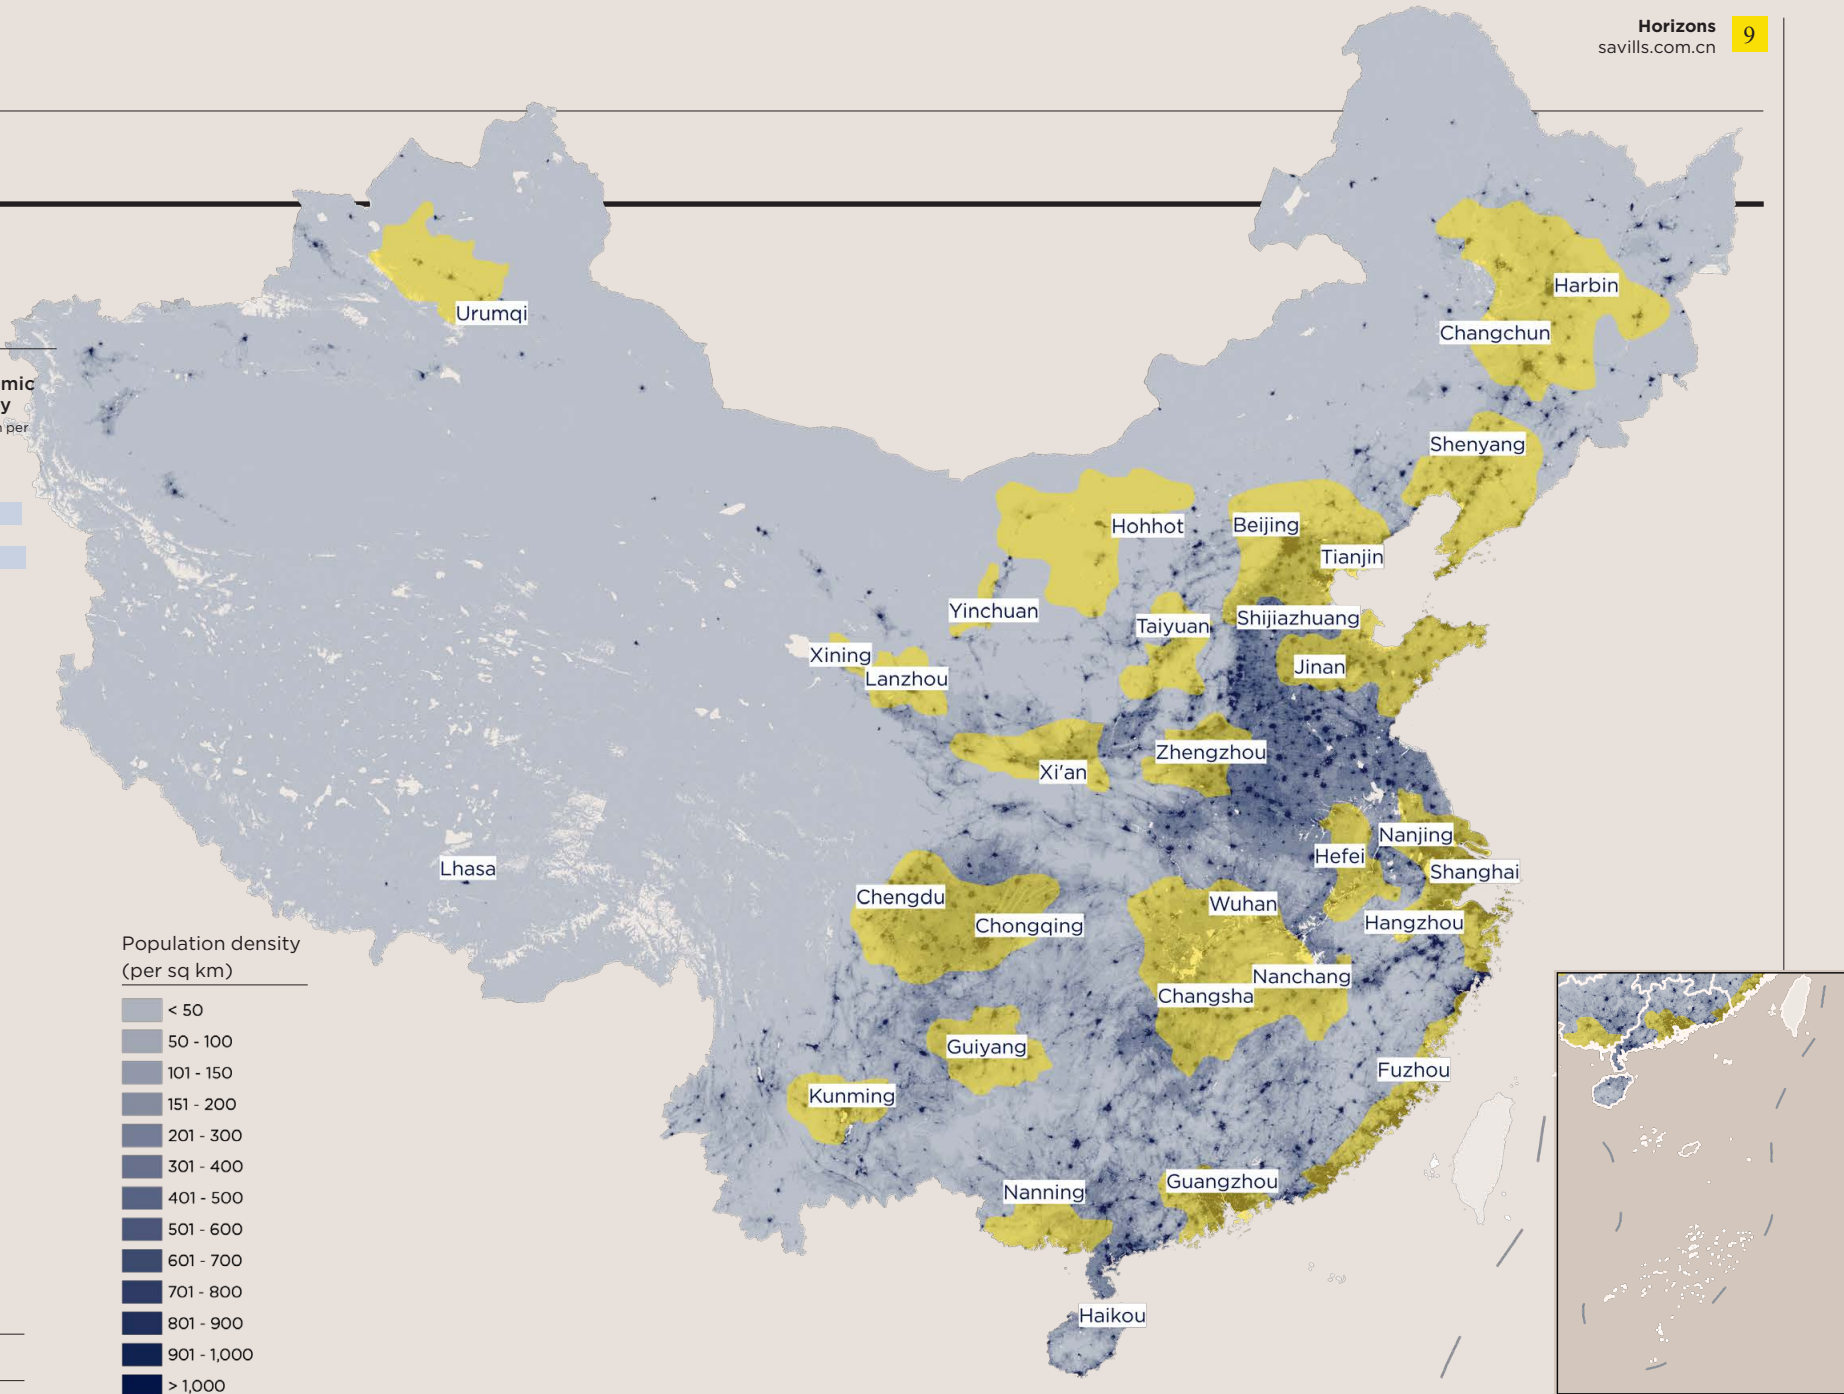 Horizons
savills.com.cn
9
mic
y
n per
Urumqi
Harbin
Changchun
Shenyang
Hohhot
Beijing
Tianjin
Yinchuan
Taiyuan
Shijiazhuang
Xining
Lanzhou
Jinan
Zhengzhou
Xi'an
Nanjing
Hefei
Lhasa
Shanghai
Chengdu
Wuhan
Chongqing
Hangzhou
Nanchang
Changsha
Guiyang
Fuzhou
Kunming
Guangzhou
Nanning
Haikou
Population density
(per sq km)
< 50
50 - 100
101 - 150
151 - 200
201 - 300
301 - 400
401 - 500
501 - 600
601 - 700
701 - 800
801 - 900
901 - 1,000
> 1,000